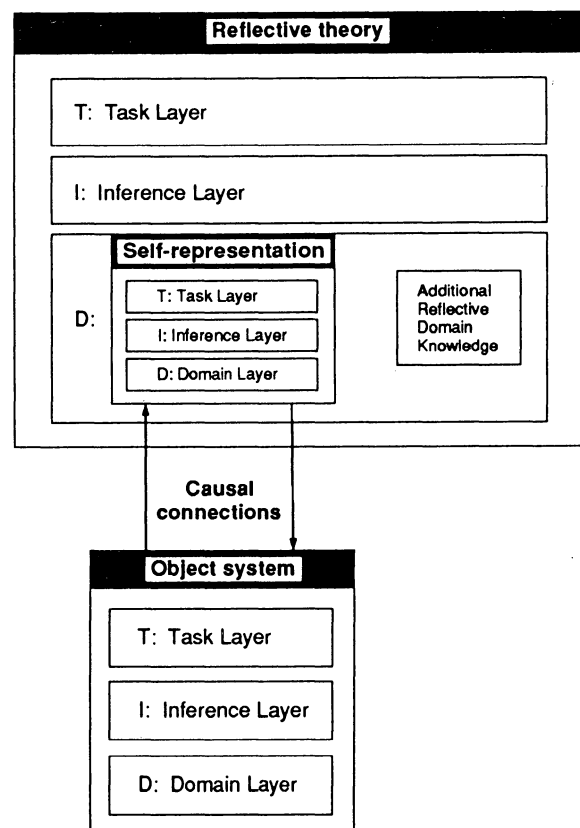 Reflective theory
T: Task Layer
I: Inference Layer
Self-representation
T: Task Layer
I: Inference Layer
D: Domain Layer
D:
Additional
Reflective
Domain
Knowledge
Causal
connections
Object system
T: Task Layer
I: Inference Layer
D: Domain Layer